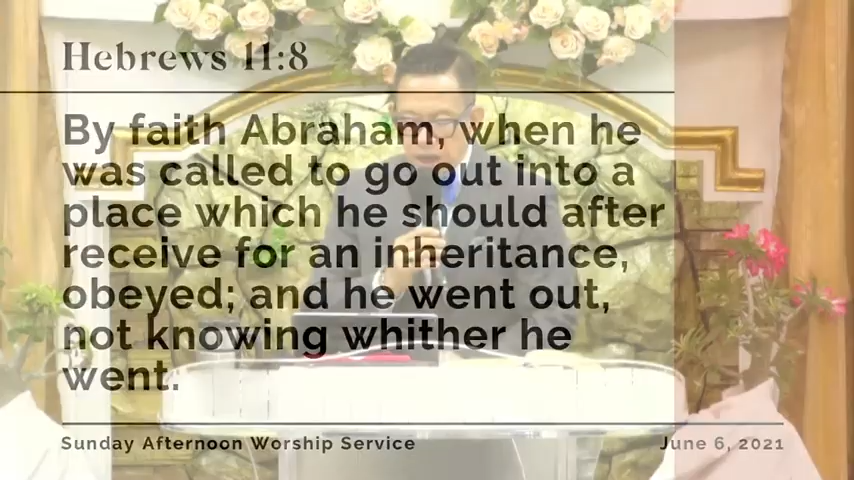 Hebrews 11:8
By faith Abraham, when he
was called to go out into a
place which he should after
receive for an inheritance,
obeyed; and he went out,
not knowing whither he
went.
Sunday Afternoon Worship Service
June 6, 2021